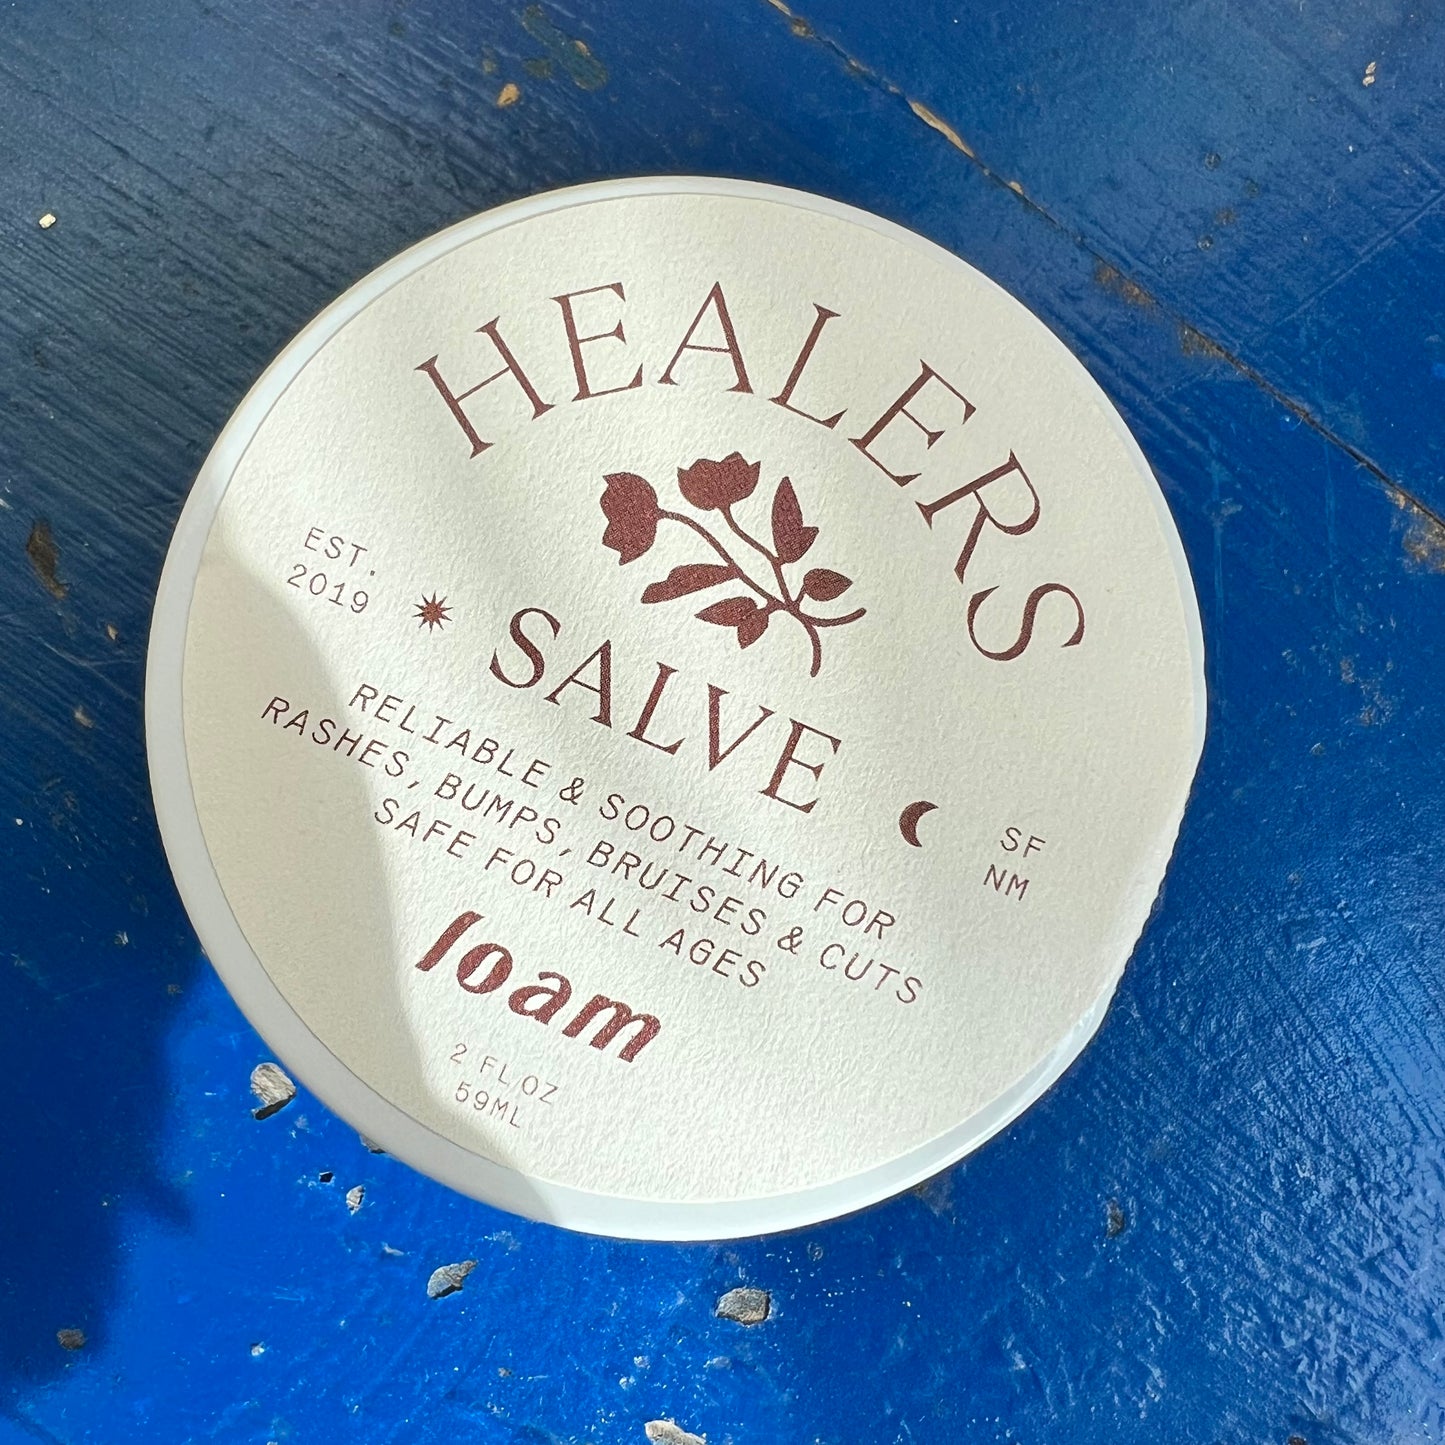 HEALERS
EST.
2019
SALVE
SF
NM
RELIABLE & SOOTHING FOR
RASHES, BUMPS, BRUISES & CUTS
SAFE FOR ALL AGES
loam
2 FL OZ
59ML